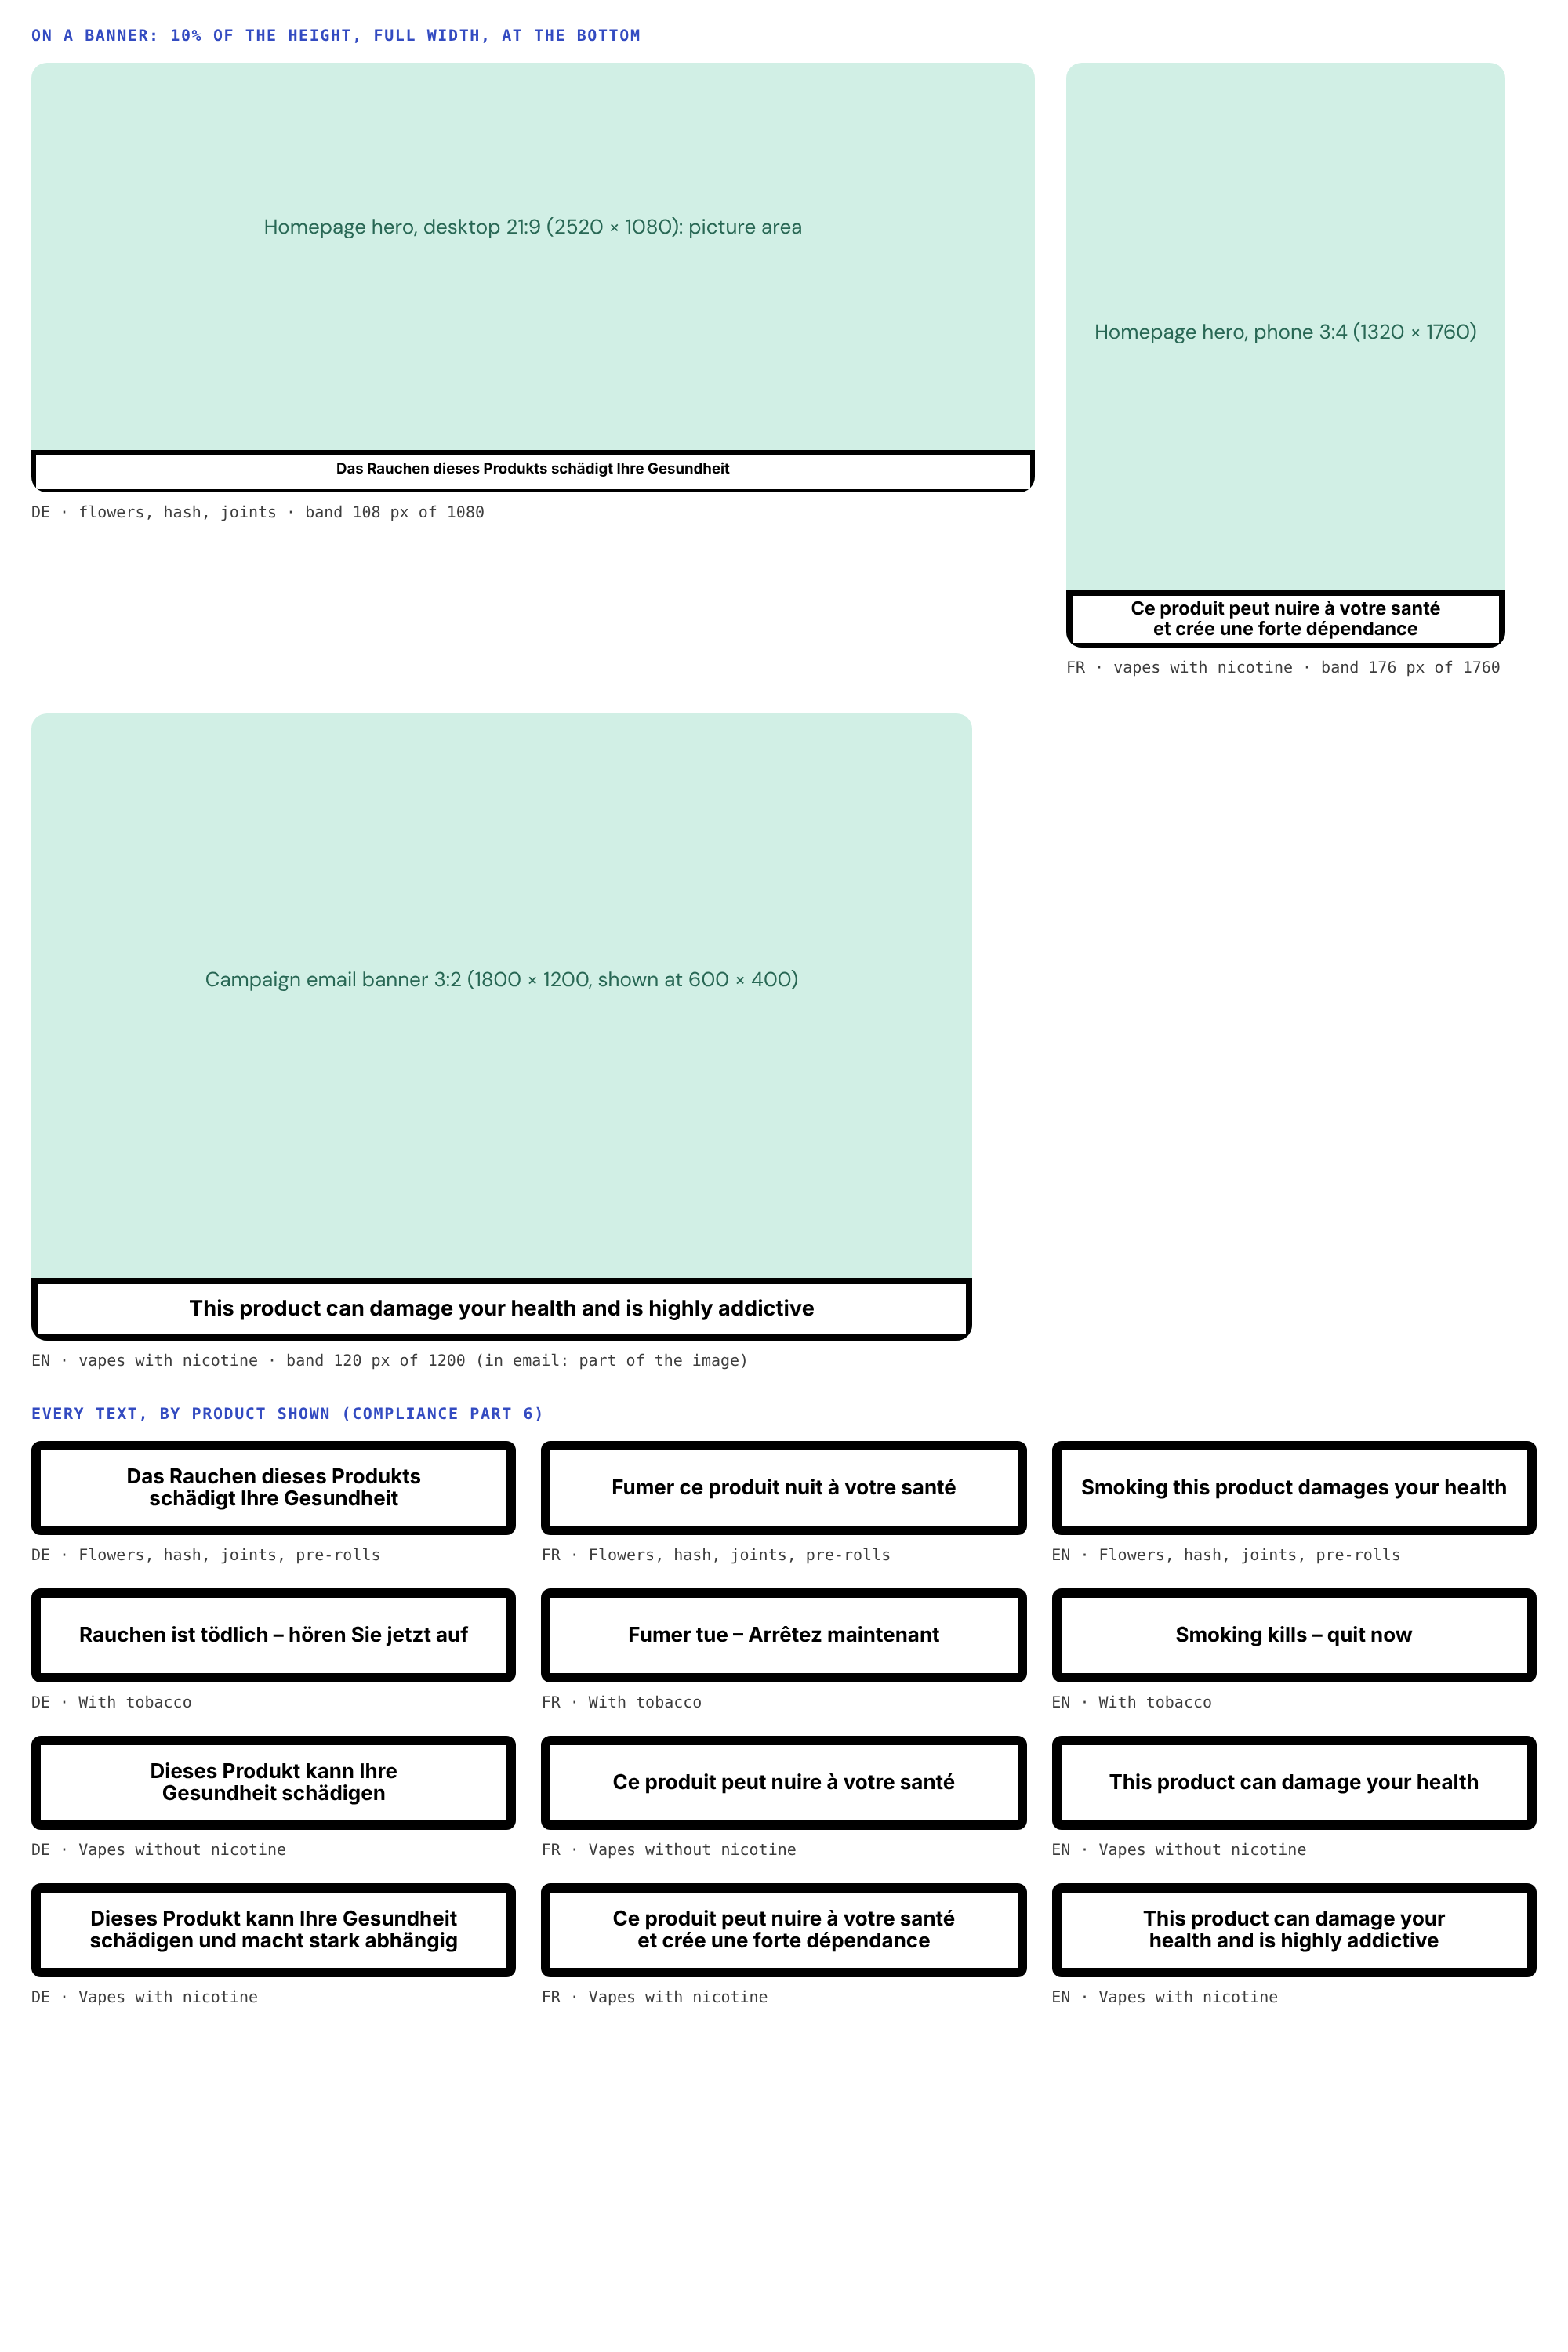 ON A BANNER: 10% OF THE HEIGHT, FULL WIDTH, AT THE BOTTOM
Homepage hero, desktop 21:9 (2520 × 1080): picture area
Das Rauchen dieses Produkts schädigt Ihre Gesundheit
DE · flowers, hash, joints · band 108 px of 1080
Homepage hero, phone 3:4 (1320 × 1760)
Ce produit peut nuire à votre santé
et crée une forte dépendance
FR · vapes with nicotine · band 176 px of 1760
Campaign email banner 3:2 (1800 × 1200, shown at 600 × 400)
This product can damage your health and is highly addictive
EN · vapes with nicotine · band 120 px of 1200 (in email: part of the image)
EVERY TEXT, BY PRODUCT SHOWN (COMPLIANCE PART 6)
Das Rauchen dieses Produkts
schädigt Ihre Gesundheit
DE · Flowers, hash, joints, pre-rolls
Fumer ce produit nuit à votre santé
FR · Flowers, hash, joints, pre-rolls
Smoking this product damages your health
EN · Flowers, hash, joints, pre-rolls
Rauchen ist tödlich – hören Sie jetzt auf
DE · With tobacco
Fumer tue – Arrêtez maintenant
FR · With tobacco
Smoking kills – quit now
EN · With tobacco
Dieses Produkt kann Ihre
Gesundheit schädigen
DE · Vapes without nicotine
Ce produit peut nuire à votre santé
FR · Vapes without nicotine
This product can damage your health
EN · Vapes without nicotine
Dieses Produkt kann Ihre Gesundheit
schädigen und macht stark abhängig
DE · Vapes with nicotine
Ce produit peut nuire à votre santé
et crée une forte dépendance
FR · Vapes with nicotine
This product can damage your
health and is highly addictive
EN · Vapes with nicotine